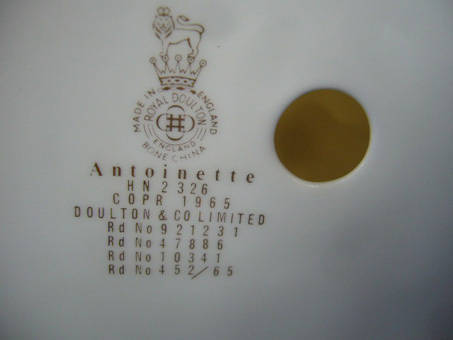 MADE IN ENGLAND
ROYAL DOULTON
ENGLAND
BONE CHINA
Antoinette
HN 2326
COPR 1965
DOULTON & CO LIMITED
Rd No 921231
Rd No 47886
Rd No 10341
Rd No 452/65